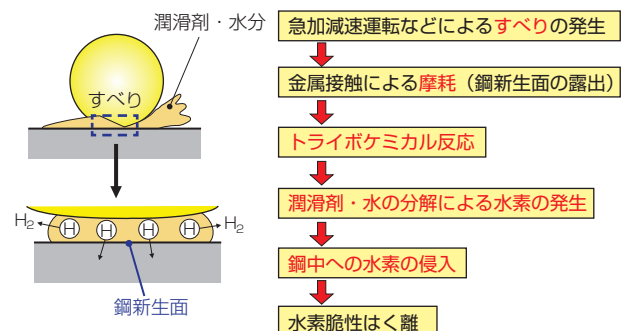 潤滑剤・水分
すべり
H₂
H
H
H
H
H₂
鋼新生面
急加減速運転などによるすべりの発生
金属接触による摩耗（鋼新生面の露出）
トライボケミカル反応
潤滑剤・水の分解による水素の発生
鋼中への水素の侵入
水素脆性はく離